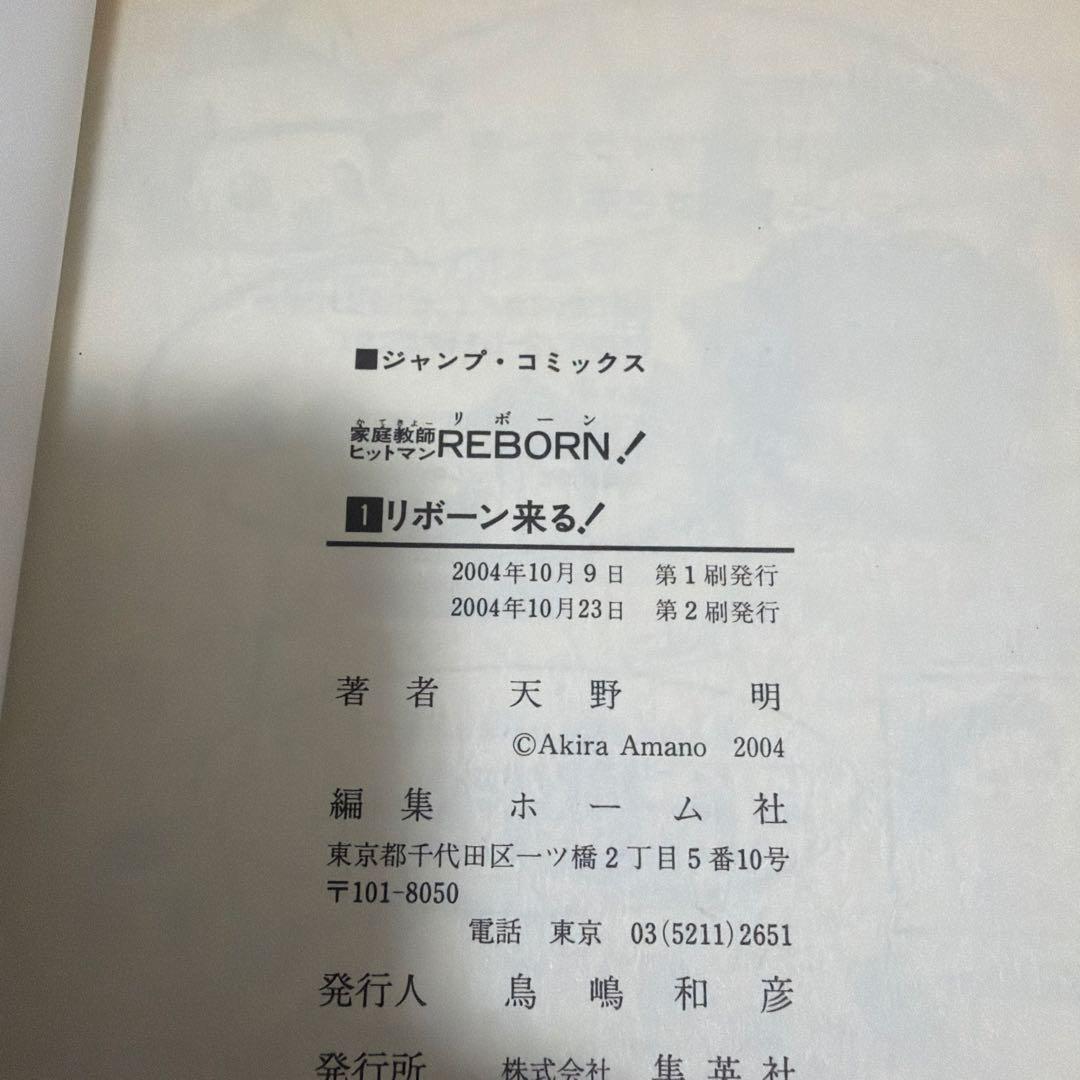 ■ジャンプ・コミックス
かてきょー リボーン
家庭教師
ヒットマン REBORN!
1 リボーン来る!
2004年10月9日 第1刷発行
2004年10月23日 第2刷発行
著者 天野 明
©Akira Amano 2004
編集 ホーム社
東京都千代田区一ツ橋2丁目5番10号
〒101-8050
電話 東京 03(5211)2651
発行人 鳥嶋和彦
発行所 株式会社 集英社